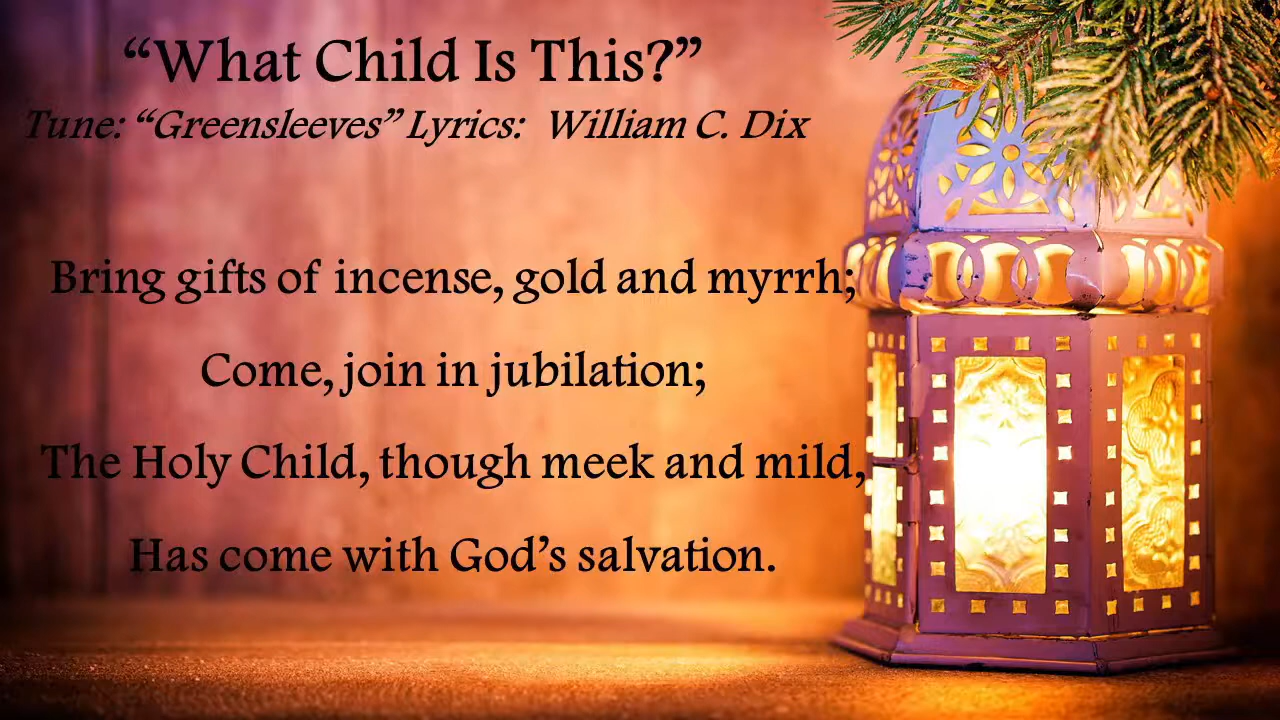 “What Child Is This?”
Tune: “Greensleeves” Lyrics: William C. Dix
Bring gifts of incense, gold and myrrh;
Come, join in jubilation;
The Holy Child, though meek and mild,
Has come with God’s salvation.